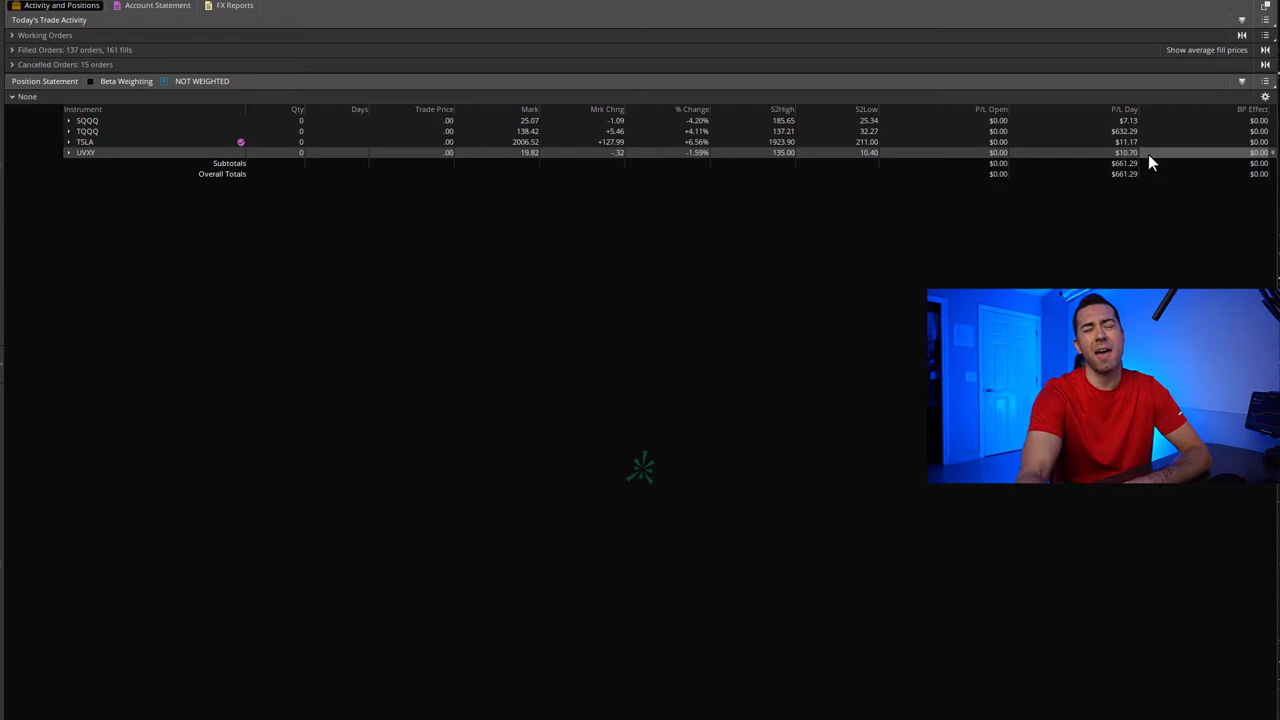 Activity and Positions Account Statement FX Reports
Today's Trade Activity
Working Orders
Filled Orders: 137 orders, 161 fills Show average fill prices
Cancelled Orders: 15 orders
Position Statement Beta Weighting NOT WEIGHTED
None
Instrument Qty Days Trade Price Mark Mrk Chng % Change 52High 52Low P/L Open P/L Day BP Effect
SQQQ 0 .00 25.07 -1.09 -4.20% 185.65 25.34 $0.00 $7.13 $0.00
TQQQ 0 .00 138.42 +5.46 +4.11% 137.21 32.27 $0.00 $632.29 $0.00
TSLA 0 .00 2006.52 +127.99 +6.56% 1923.90 211.00 $0.00 $11.17 $0.00
UVXY 0 .00 19.82 -.32 -1.59% 135.00 10.40 $0.00 $10.70 $0.00
Subtotals $0.00 $661.29 $0.00
Overall Totals $0.00 $661.29 $0.00